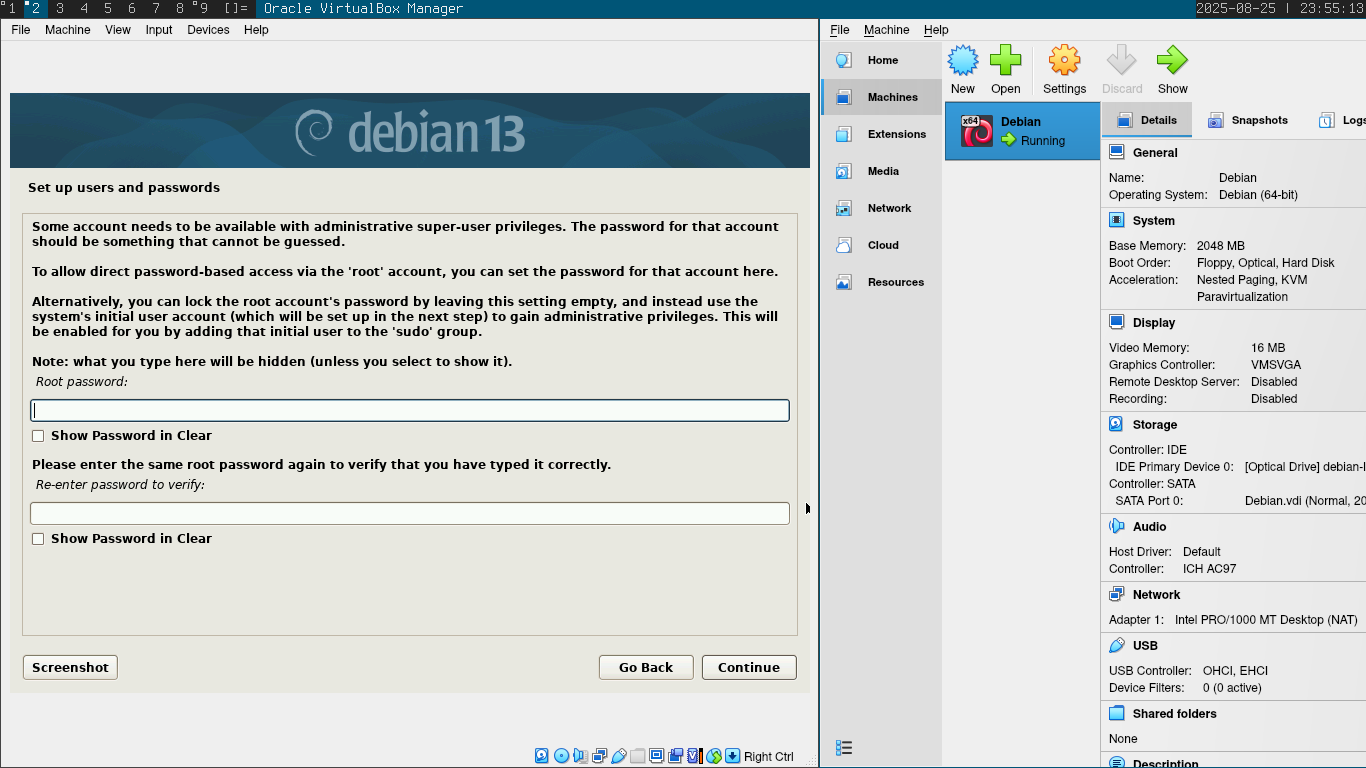 1 2 3 4 5 6 7 8 9 []= Oracle VirtualBox Manager 2025-08-25 | 23:55:13
File Machine View Input Devices Help
debian 13
Set up users and passwords
Some account needs to be available with administrative super-user privileges. The password for that account
should be something that cannot be guessed.
To allow direct password-based access via the 'root' account, you can set the password for that account here.
Alternatively, you can lock the root account's password by leaving this setting empty, and instead use the
system's initial user account (which will be set up in the next step) to gain administrative privileges. This will
be enabled for you by adding that initial user to the 'sudo' group.
Note: what you type here will be hidden (unless you select to show it).
Root password:
Show Password in Clear
Please enter the same root password again to verify that you have typed it correctly.
Re-enter password to verify:
Show Password in Clear
Screenshot
Go Back
Continue
Right Ctrl
File Machine Help
Home
Machines
Extensions
Media
Network
Cloud
Resources
New Open Settings Discard Show
x64
Debian
Running
Details Snapshots Logs
General
Name: Debian
Operating System: Debian (64-bit)
System
Base Memory: 2048 MB
Boot Order: Floppy, Optical, Hard Disk
Acceleration: Nested Paging, KVM
Paravirtualization
Display
Video Memory: 16 MB
Graphics Controller: VMSVGA
Remote Desktop Server: Disabled
Recording: Disabled
Storage
Controller: IDE
IDE Primary Device 0: [Optical Drive] debian-
Controller: SATA
SATA Port 0: Debian.vdi (Normal, 20
Audio
Host Driver: Default
Controller: ICH AC97
Network
Adapter 1: Intel PRO/1000 MT Desktop (NAT)
USB
USB Controller: OHCI, EHCI
Device Filters: 0 (0 active)
Shared folders
None
Description